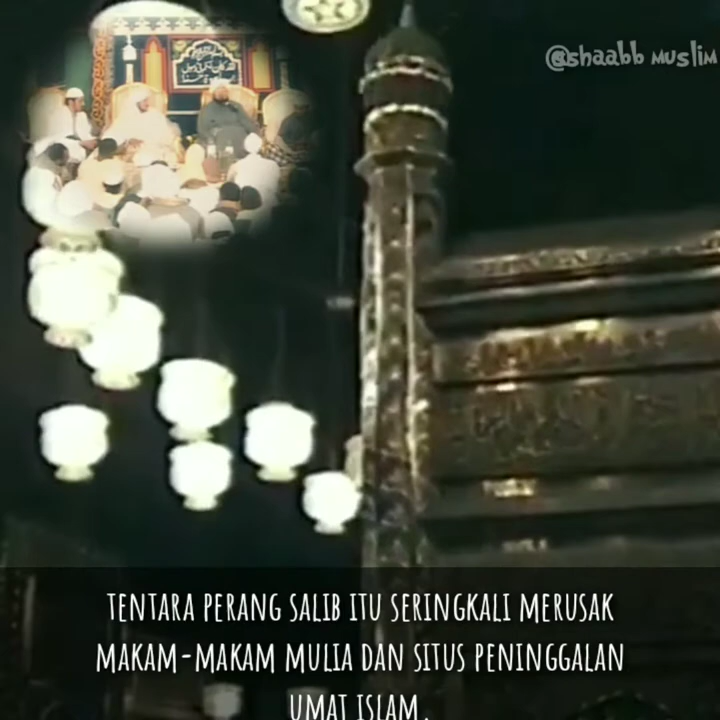 @shaabb Muslim
TENTARA PERANG SALIB ITU SERINGKALI MERUSAK
MAKAM-MAKAM MULIA DAN SITUS PENINGGALAN
UMAT ISLAM.